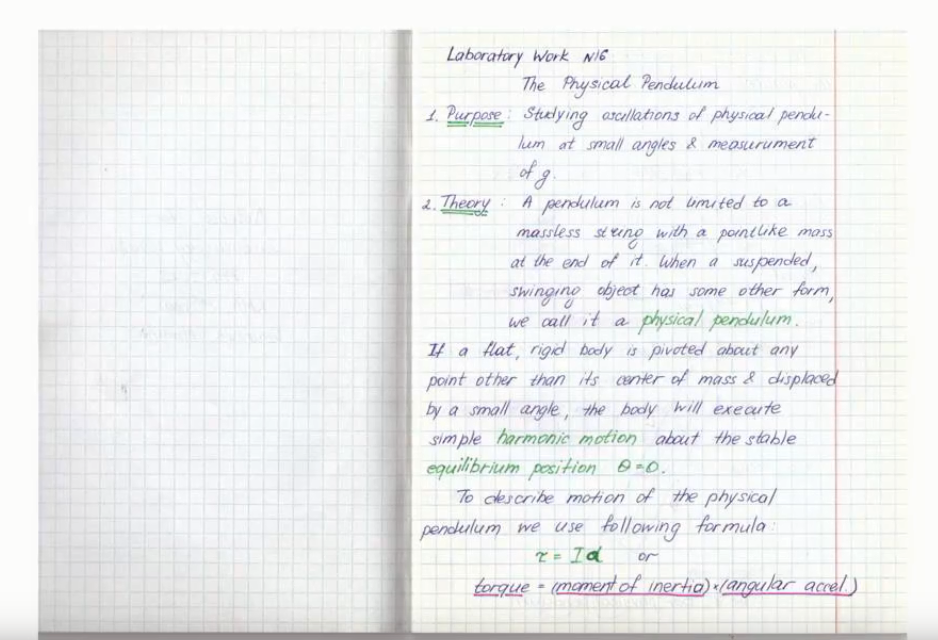 Laboratory Work N16
The Physical Pendulum
1. Purpose: Studying oscillations of physical pendu-
lum at small angles & measurument
of g.
2. Theory: A pendulum is not limited to a
massless string with a pointlike mass
at the end of it. When a suspended,
swinging object has some other form,
we call it a physical pendulum.
If a flat, rigid body is pivoted about any
point other than its center of mass & displaced
by a small angle, the body will execute
simple harmonic motion about the stable
equilibrium position θ=0.
To describe motion of the physical
pendulum we use following formula:
τ = Iα or
torque = (moment of inertia)×(angular accel.)